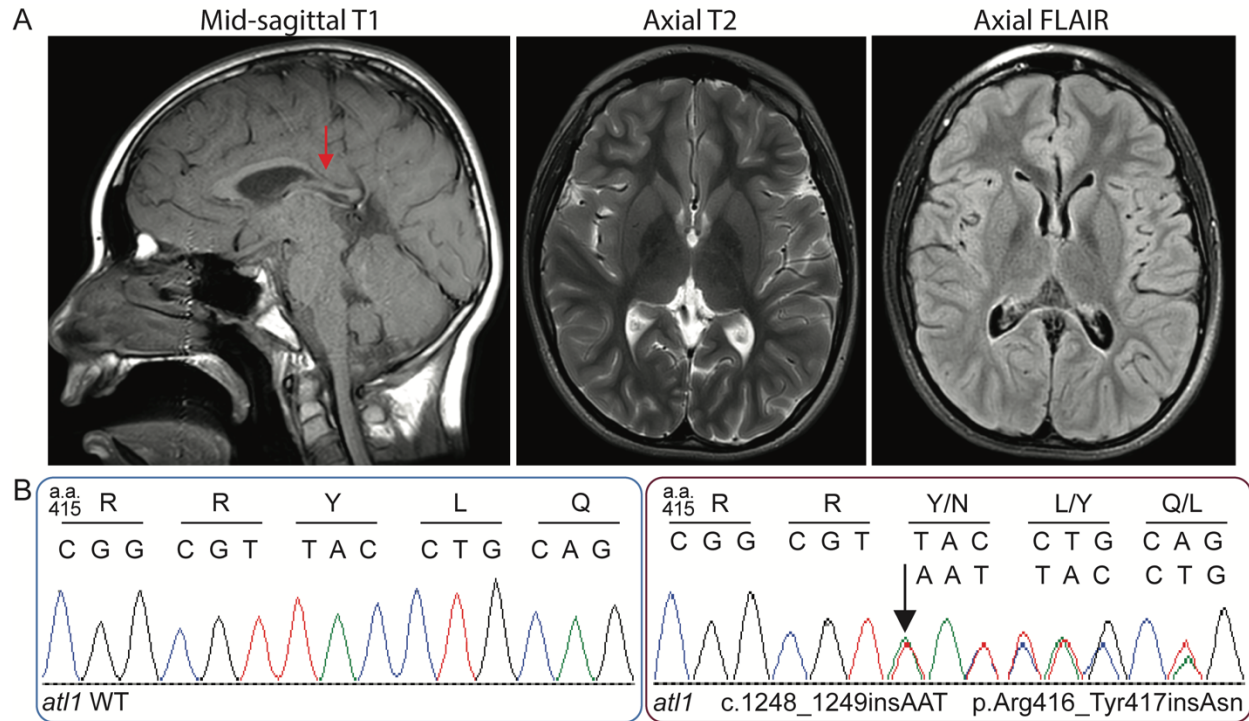 A
Mid-sagittal T1 Axial T2 Axial FLAIR
B
a.a.
415 R R Y L Q
C G G C G T T A C C T G C A G
atl1 WT
a.a.
415 R R Y/N L/Y Q/L
C G G C G T T A C C T G C A G
A A T T A C C T G
atl1 c.1248_1249insAAT p.Arg416_Tyr417insAsn